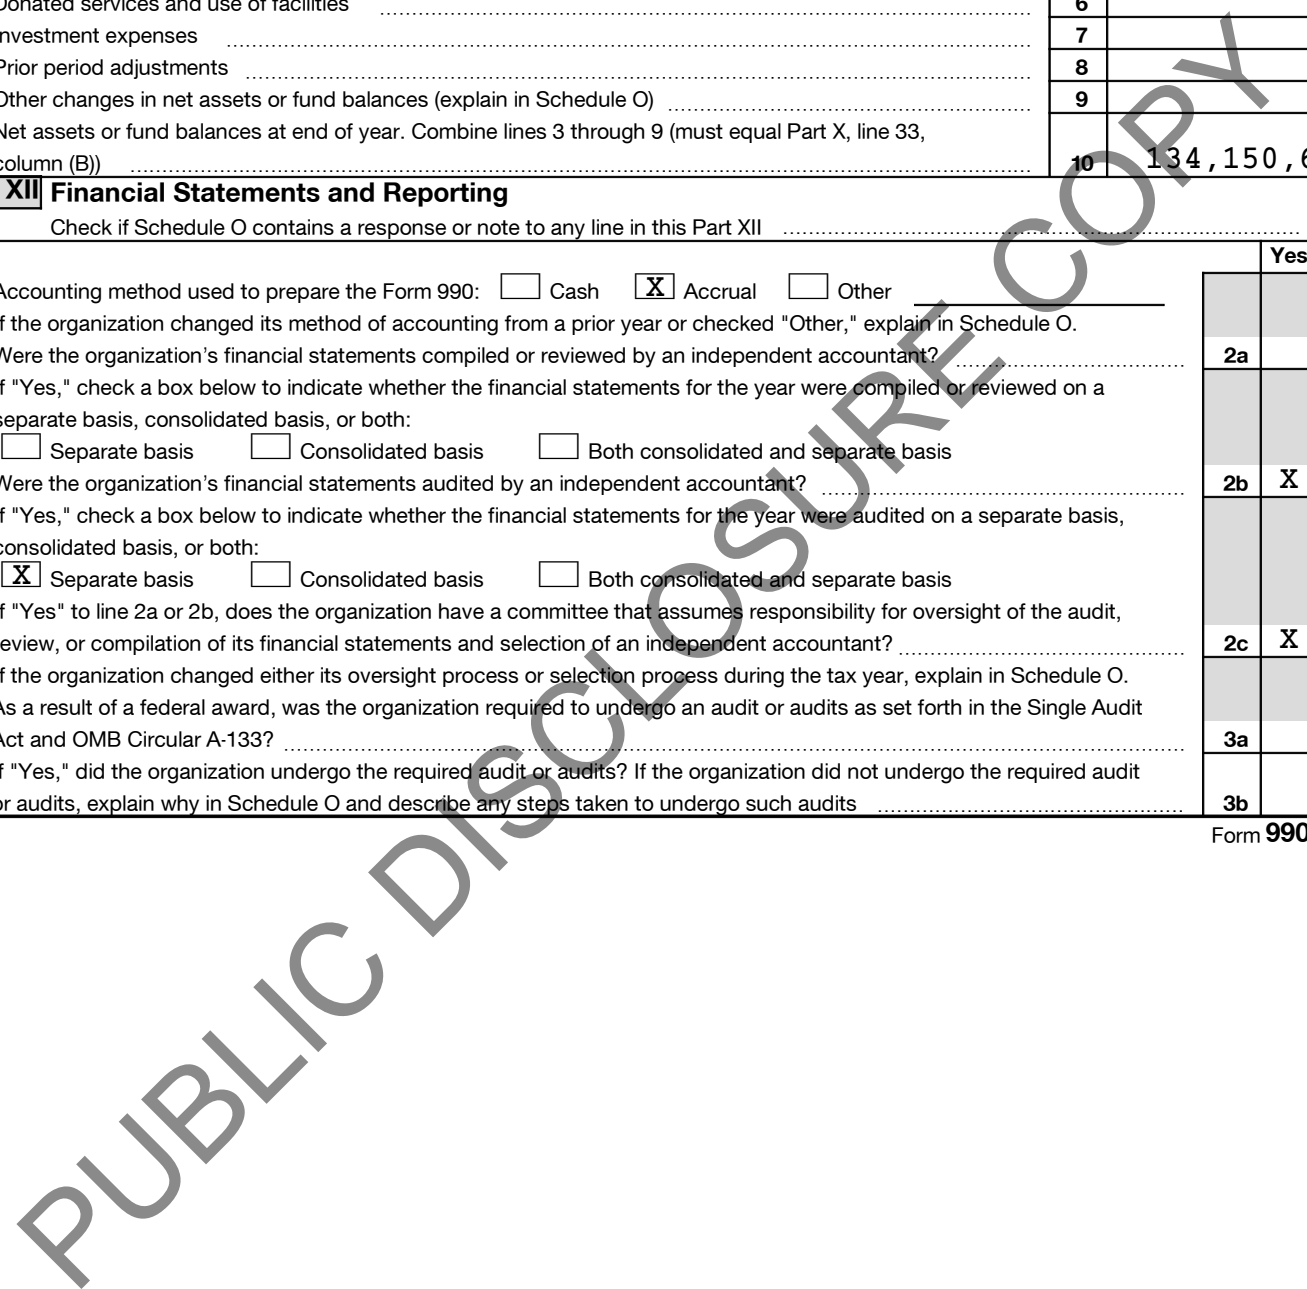 Donated services and use of facilities 6
nvestment expenses 7
Prior period adjustments 8
Other changes in net assets or fund balances (explain in Schedule O) 9
Net assets or fund balances at end of year. Combine lines 3 through 9 (must equal Part X, line 33,
column (B)) 10 134,150,6
XII Financial Statements and Reporting
Check if Schedule O contains a response or note to any line in this Part XII
Yes
Accounting method used to prepare the Form 990: Cash X Accrual Other
f the organization changed its method of accounting from a prior year or checked "Other," explain in Schedule O.
Were the organization's financial statements compiled or reviewed by an independent accountant? 2a
f "Yes," check a box below to indicate whether the financial statements for the year were compiled or reviewed on a
separate basis, consolidated basis, or both:
Separate basis Consolidated basis Both consolidated and separate basis
Were the organization's financial statements audited by an independent accountant? 2b X
f "Yes," check a box below to indicate whether the financial statements for the year were audited on a separate basis,
consolidated basis, or both:
X Separate basis Consolidated basis Both consolidated and separate basis
f "Yes" to line 2a or 2b, does the organization have a committee that assumes responsibility for oversight of the audit,
review, or compilation of its financial statements and selection of an independent accountant? 2c X
f the organization changed either its oversight process or selection process during the tax year, explain in Schedule O.
As a result of a federal award, was the organization required to undergo an audit or audits as set forth in the Single Audit
Act and OMB Circular A-133? 3a
f "Yes," did the organization undergo the required audit or audits? If the organization did not undergo the required audit
or audits, explain why in Schedule O and describe any steps taken to undergo such audits 3b
Form 990
PUBLIC DISCLOSURE COPY